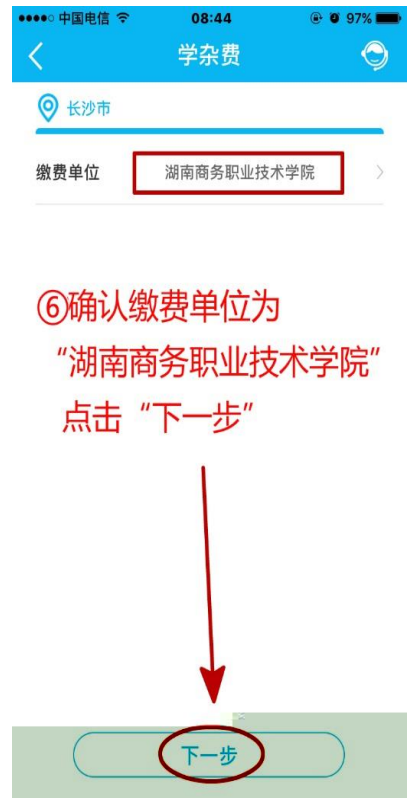 中国电信 08:44 97%
学杂费
长沙市
缴费单位 湖南商务职业技术学院
⑥确认缴费单位为
“湖南商务职业技术学院”
点击“下一步”
下一步